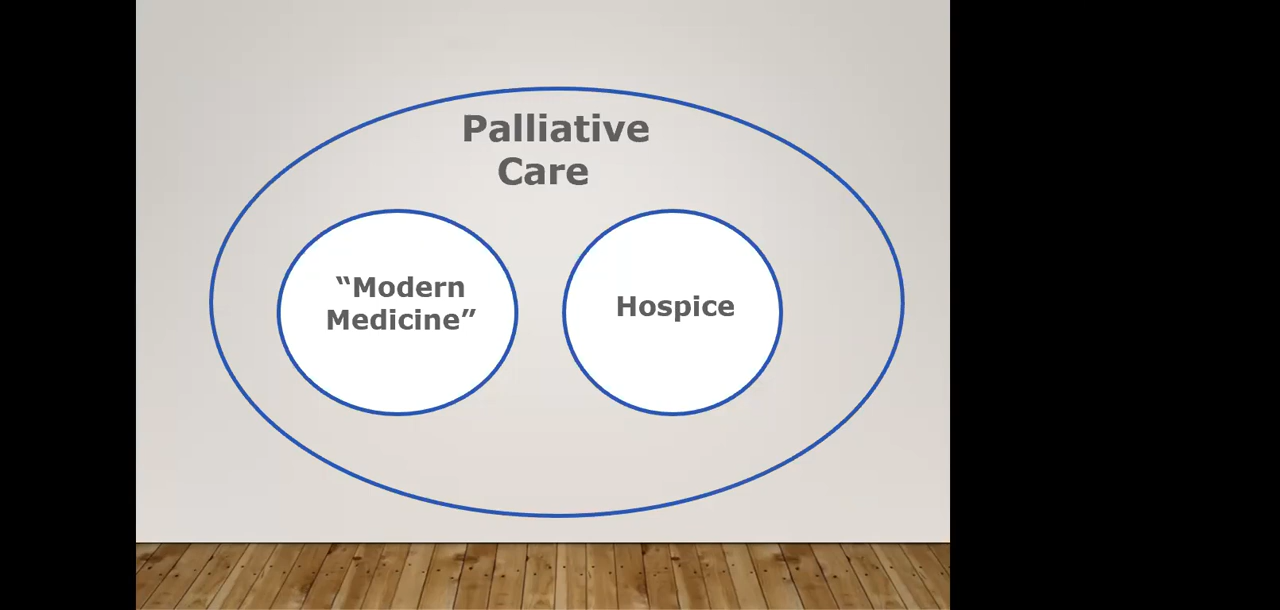 Palliative
Care
“Modern
Medicine”
Hospice